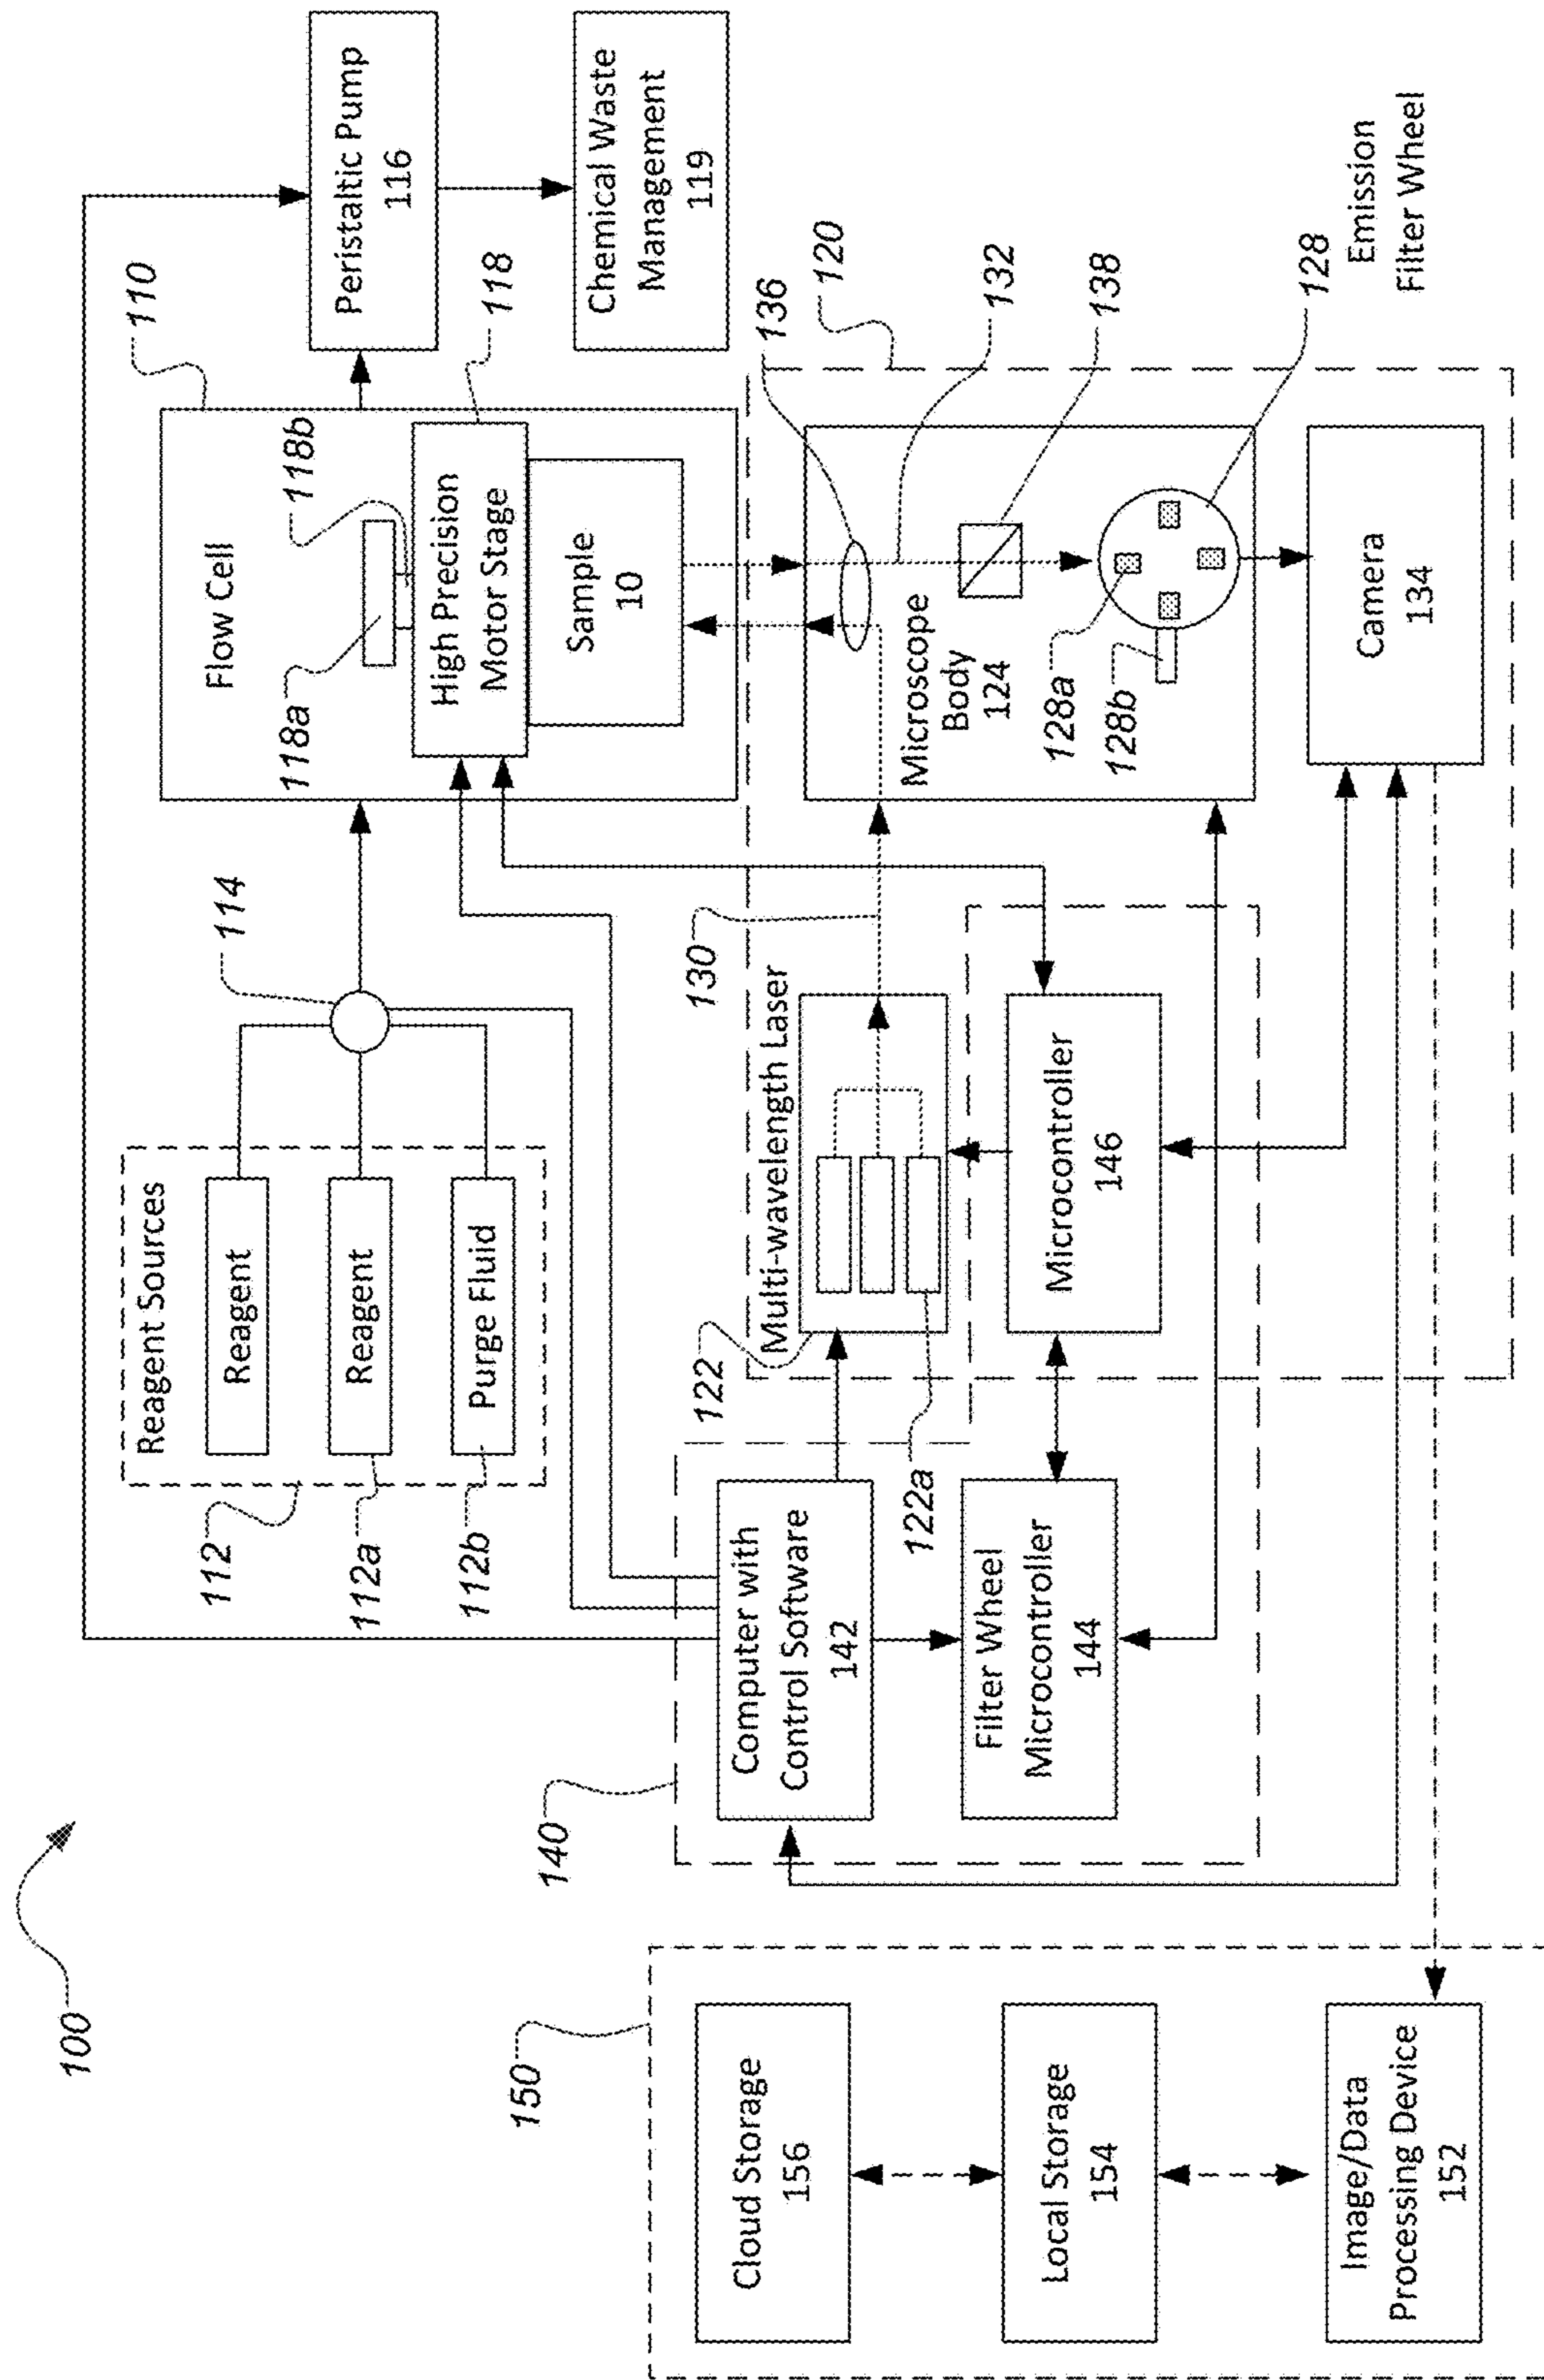 100
Reagent Sources
Reagent
Reagent
Purge Fluid
112
112a
112b
114
110
Flow Cell
118a
118b
High Precision
Motor Stage
118
Sample
10
Peristaltic Pump
116
Chemical Waste
Management
119
140
Computer with
Control Software
142
Filter Wheel
Microcontroller
144
122
122a
Multi-wavelength Laser
130
Microcontroller
146
136
120
132
138
128
Emission
Filter Wheel
Microscope
Body
124
128a
128b
Camera
134
150
Cloud Storage
156
Local Storage
154
Image/Data
Processing Device
152